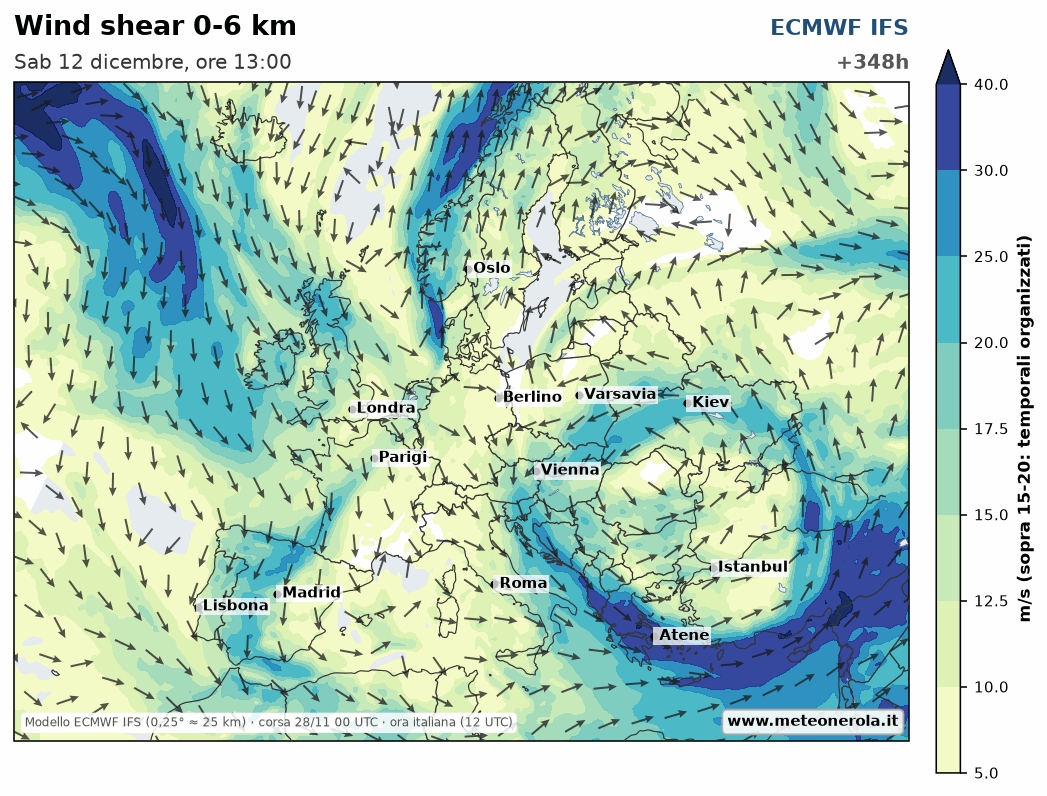 Wind shear 0-6 km
ECMWF IFS
Sab 12 dicembre, ore 13:00
+348h
40.0
30.0
25.0
20.0
17.5
15.0
12.5
10.0
5.0
m/s (sopra 15-20: temporali organizzati)
Oslo
Berlino
Varsavia
Kiev
Londra
Parigi
Vienna
Istanbul
Roma
Madrid
Lisbona
Atene
Modello ECMWF IFS (0,25° ≈ 25 km) · corsa 28/11 00 UTC · ora italiana (12 UTC)
www.meteonerola.it